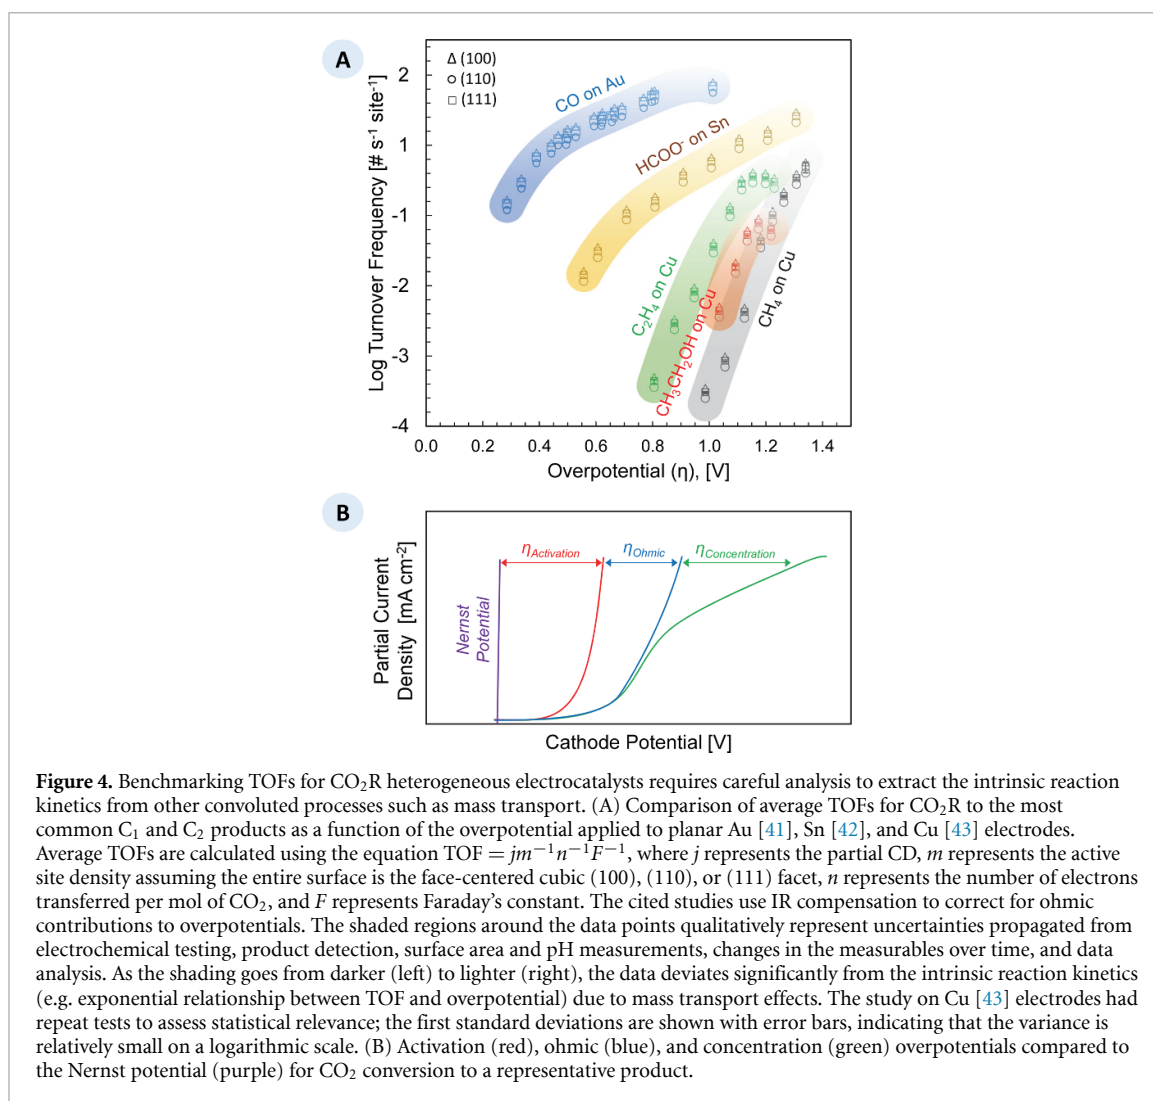 A
Δ (100)
○ (110)
□ (111)
2
1
-1
-2
-3
-4
Log Turnover Frequency [# s⁻¹ site⁻¹]
CO on Au
HCOO⁻ on Sn
C₂H₄ on Cu
CH₃CH₂OH on Cu
CH₄ on Cu
0.0 0.2 0.4 0.6 0.8 1.0 1.2 1.4
Overpotential (η), [V]
B
Partial Current
Density [mA cm⁻²]
Nernst
Potential
η_Activation
η_Ohmic
η_Concentration
Cathode Potential [V]
Figure 4. Benchmarking TOFs for CO₂R heterogeneous electrocatalysts requires careful analysis to extract the intrinsic reaction
kinetics from other convoluted processes such as mass transport. (A) Comparison of average TOFs for CO₂R to the most
common C₁ and C₂ products as a function of the overpotential applied to planar Au [41], Sn [42], and Cu [43] electrodes.
Average TOFs are calculated using the equation TOF = jm⁻¹n⁻¹F⁻¹, where j represents the partial CD, m represents the active
site density assuming the entire surface is the face-centered cubic (100), (110), or (111) facet, n represents the number of electrons
transferred per mol of CO₂, and F represents Faraday's constant. The cited studies use IR compensation to correct for ohmic
contributions to overpotentials. The shaded regions around the data points qualitatively represent uncertainties propagated from
electrochemical testing, product detection, surface area and pH measurements, changes in the measurables over time, and data
analysis. As the shading goes from darker (left) to lighter (right), the data deviates significantly from the intrinsic reaction kinetics
(e.g. exponential relationship between TOF and overpotential) due to mass transport effects. The study on Cu [43] electrodes had
repeat tests to assess statistical relevance; the first standard deviations are shown with error bars, indicating that the variance is
relatively small on a logarithmic scale. (B) Activation (red), ohmic (blue), and concentration (green) overpotentials compared to
the Nernst potential (purple) for CO₂ conversion to a representative product.